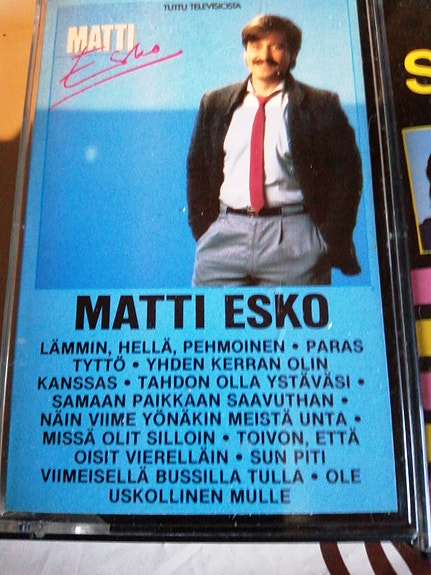 TUTTU TELEVISIOSTA
MATTI
Esko
MATTI ESKO
LÄMMIN, HELLÄ, PEHMOINEN • PARAS
TYTTÖ • YHDEN KERRAN OLIN
KANSSAS • TAHDON OLLA YSTÄVÄSI •
SAMAAN PAIKKAAN SAAVUTHAN •
NÄIN VIIME YÖNÄKIN MEISTÄ UNTA •
MISSÄ OLIT SILLOIN • TOIVON, ETTÄ
OISIT VIERELLÄIN • SUN PITI
VIIMEISELLÄ BUSSILLA TULLA • OLE
USKOLLINEN MULLE
S